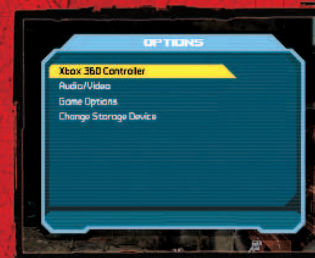 OPTIONS
Xbox 360 Controller
Audio/Video
Game Options
Change Storage Device